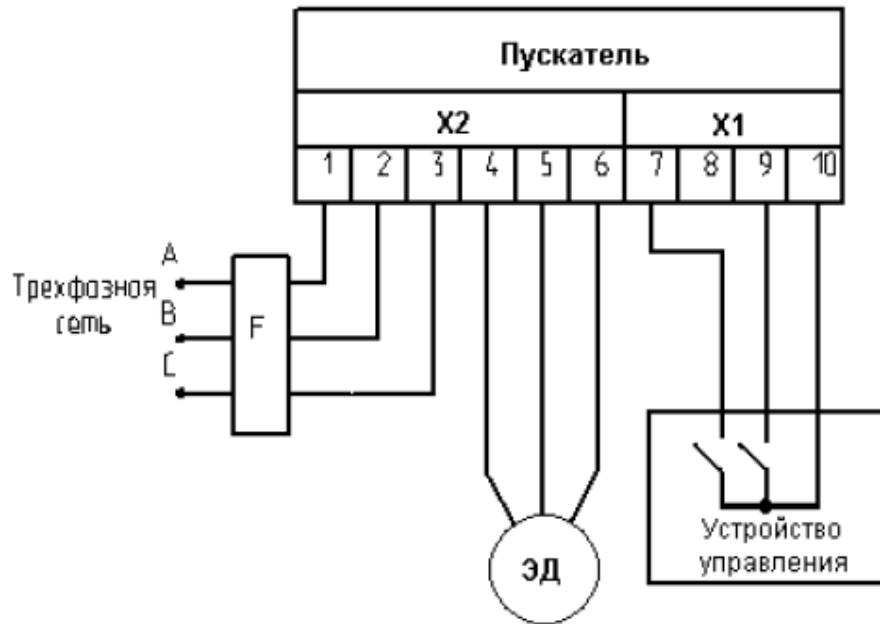 Пускатель
X2 X1
1 2 3 4 5 6 7 8 9 10
A
Трехфазная
сеть
B
C
F
ЭД
Устройство
управления